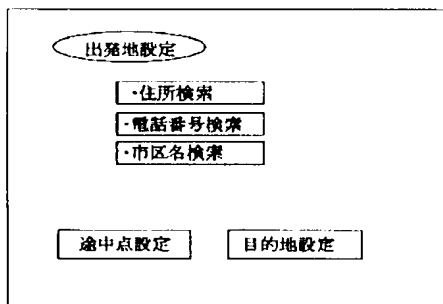 出発地設定
・住所検索
・電話番号検索
・市区名検索
途中点設定
目的地設定